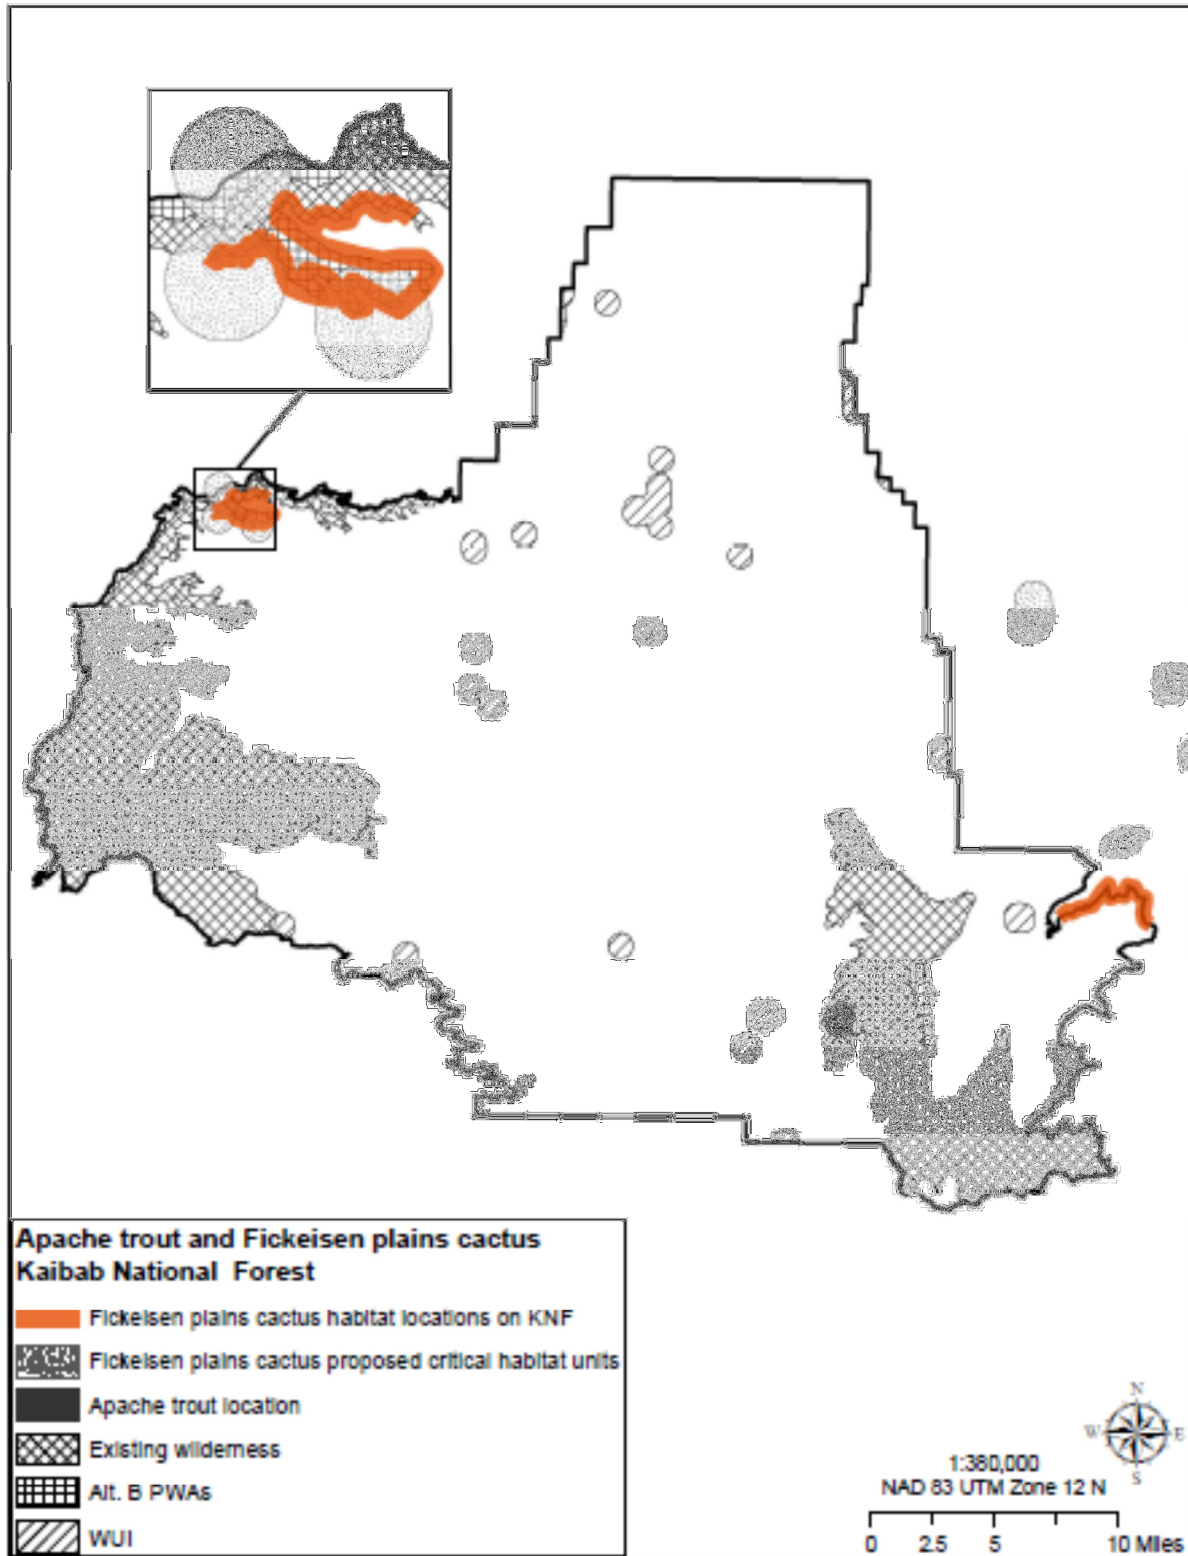 Apache trout and Fickeisen plains cactus
Kaibab National Forest
Fickeisen plains cactus habitat locations on KNF
Fickeisen plains cactus proposed critical habitat units
Apache trout location
Existing wilderness
Alt. B PWAs
WUI
N
W E
S
1:380,000
NAD 83 UTM Zone 12 N
0 2.5 5 10 Miles